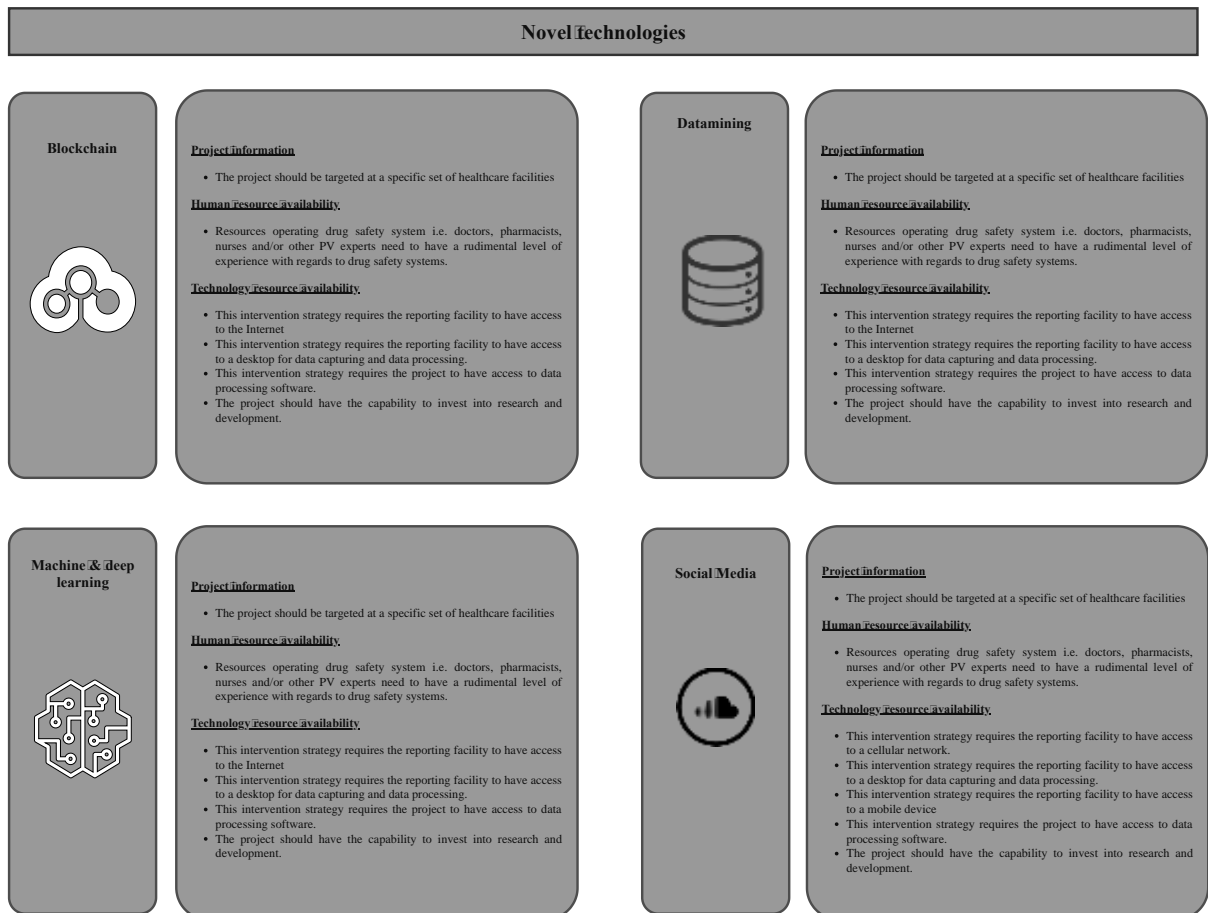 Novel Technologies
Blockchain
Project information
• The project should be targeted at a specific set of healthcare facilities
Human resource availability
• Resources operating drug safety system i.e. doctors, pharmacists,
nurses and/or other PV experts need to have a rudimental level of
experience with regards to drug safety systems.
Technology resource availability
• This intervention strategy requires the reporting facility to have access
to the Internet
• This intervention strategy requires the reporting facility to have access
to a desktop for data capturing and data processing.
• This intervention strategy requires the project to have access to data
processing software.
• The project should have the capability to invest into research and
development.
Datamining
Project information
• The project should be targeted at a specific set of healthcare facilities
Human resource availability
• Resources operating drug safety system i.e. doctors, pharmacists,
nurses and/or other PV experts need to have a rudimental level of
experience with regards to drug safety systems.
Technology resource availability
• This intervention strategy requires the reporting facility to have access
to the Internet
• This intervention strategy requires the reporting facility to have access
to a desktop for data capturing and data processing.
• This intervention strategy requires the project to have access to data
processing software.
• The project should have the capability to invest into research and
development.
Machine & deep
learning
Project information
• The project should be targeted at a specific set of healthcare facilities
Human resource availability
• Resources operating drug safety system i.e. doctors, pharmacists,
nurses and/or other PV experts need to have a rudimental level of
experience with regards to drug safety systems.
Technology resource availability
• This intervention strategy requires the reporting facility to have access
to the Internet
• This intervention strategy requires the reporting facility to have access
to a desktop for data capturing and data processing.
• This intervention strategy requires the project to have access to data
processing software.
• The project should have the capability to invest into research and
development.
Social Media
Project information
• The project should be targeted at a specific set of healthcare facilities
Human resource availability
• Resources operating drug safety system i.e. doctors, pharmacists,
nurses and/or other PV experts need to have a rudimental level of
experience with regards to drug safety systems.
Technology resource availability
• This intervention strategy requires the reporting facility to have access
to a cellular network.
• This intervention strategy requires the reporting facility to have access
to a desktop for data capturing and data processing.
• This intervention strategy requires the reporting facility to have access
to a mobile device
• This intervention strategy requires the project to have access to data
processing software.
• The project should have the capability to invest into research and
development.